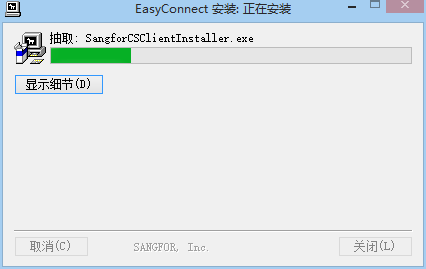 EasyConnect 安装: 正在安装
抽取: SangforCSClientInstaller.exe
显示细节(D)
取消(C)
SANGFOR, Inc.
关闭(L)